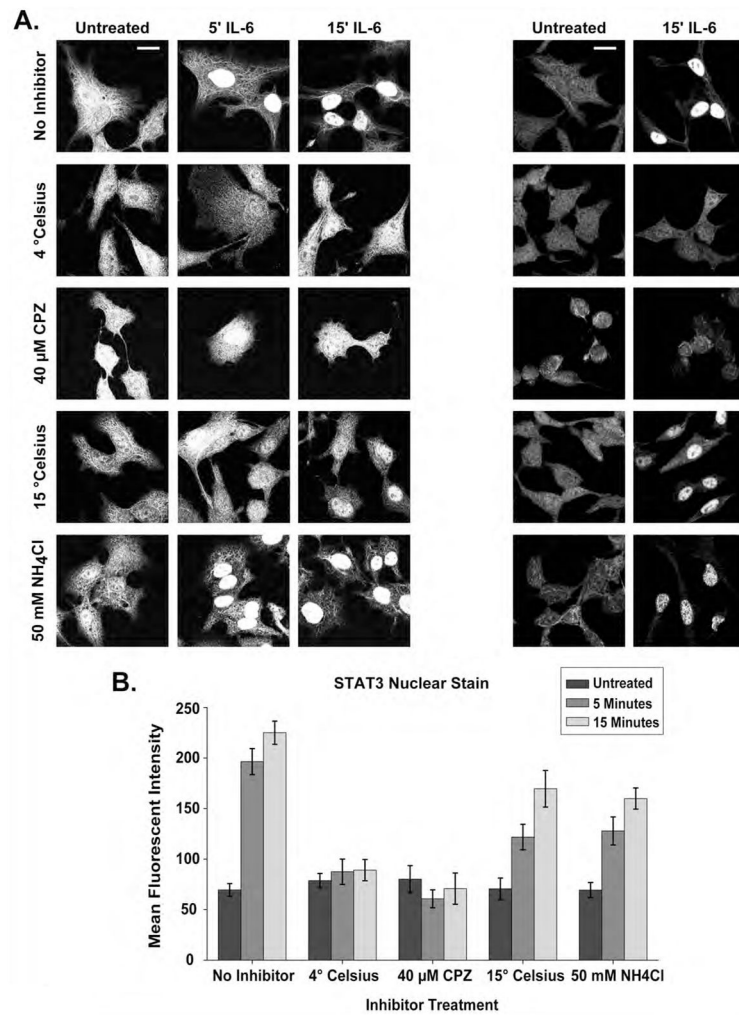 A.
Untreated 5' IL-6 15' IL-6 Untreated 15' IL-6
No Inhibitor
4 °Celsius
40 µM CPZ
15 °Celsius
50 mM NH4Cl
B.
STAT3 Nuclear Stain
Untreated
5 Minutes
15 Minutes
Mean Fluorescent Intensity
250
200
150
100
50
0
No Inhibitor 4° Celsius 40 µM CPZ 15° Celsius 50 mM NH4Cl
Inhibitor Treatment